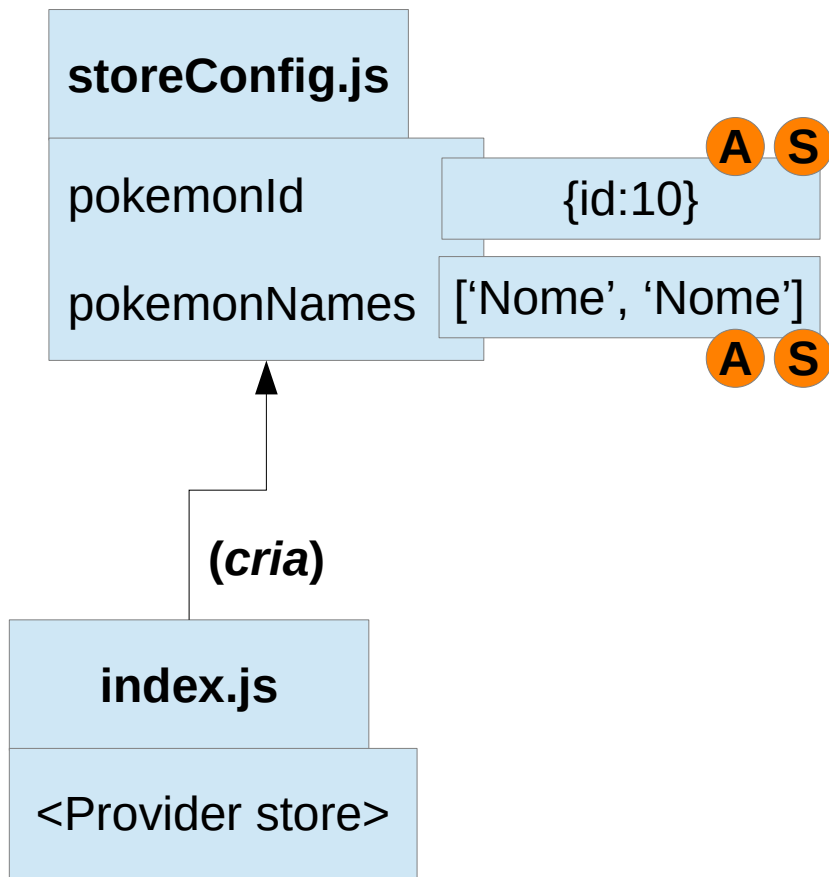 storeConfig.js
A S
pokemonId {id:10}
pokemonNames [‘Nome’, ‘Nome’]
A S
(cria)
index.js
<Provider store>